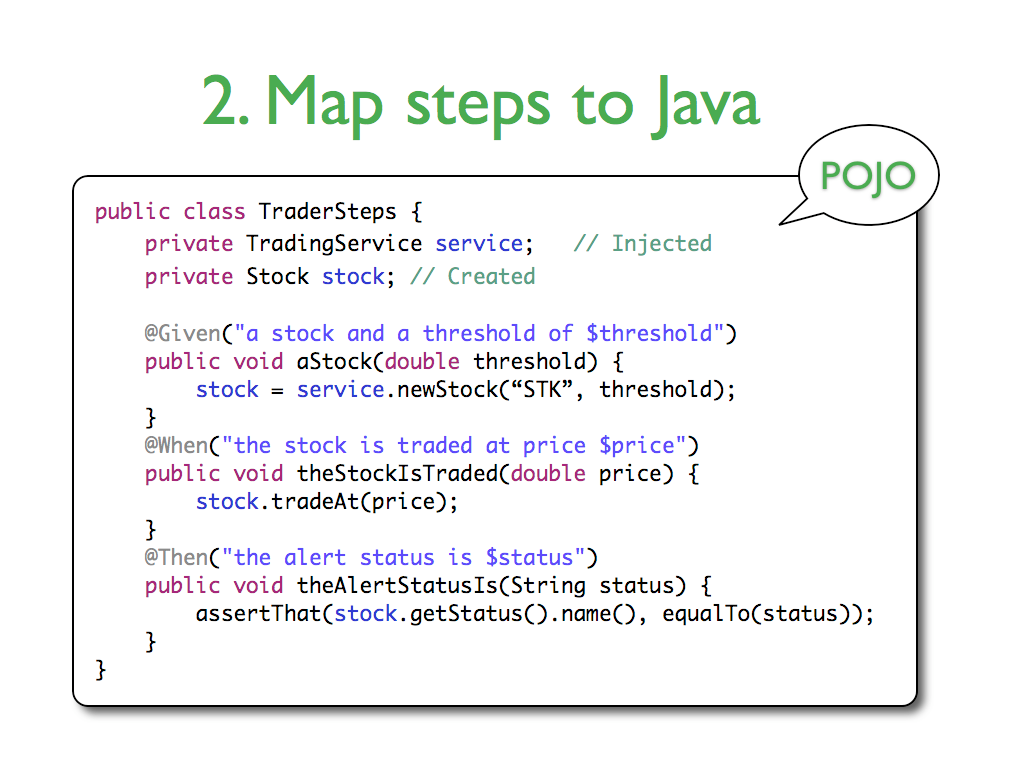 2. Map steps to Java
POJO
public class TraderSteps {
    private TradingService service;   // Injected
    private Stock stock; // Created

    @Given("a stock and a threshold of $threshold")
    public void aStock(double threshold) {
        stock = service.newStock(“STK”, threshold);
    }
    @When("the stock is traded at price $price")
    public void theStockIsTraded(double price) {
        stock.tradeAt(price);
    }
    @Then("the alert status is $status")
    public void theAlertStatusIs(String status) {
        assertThat(stock.getStatus().name(), equalTo(status));
    }
}